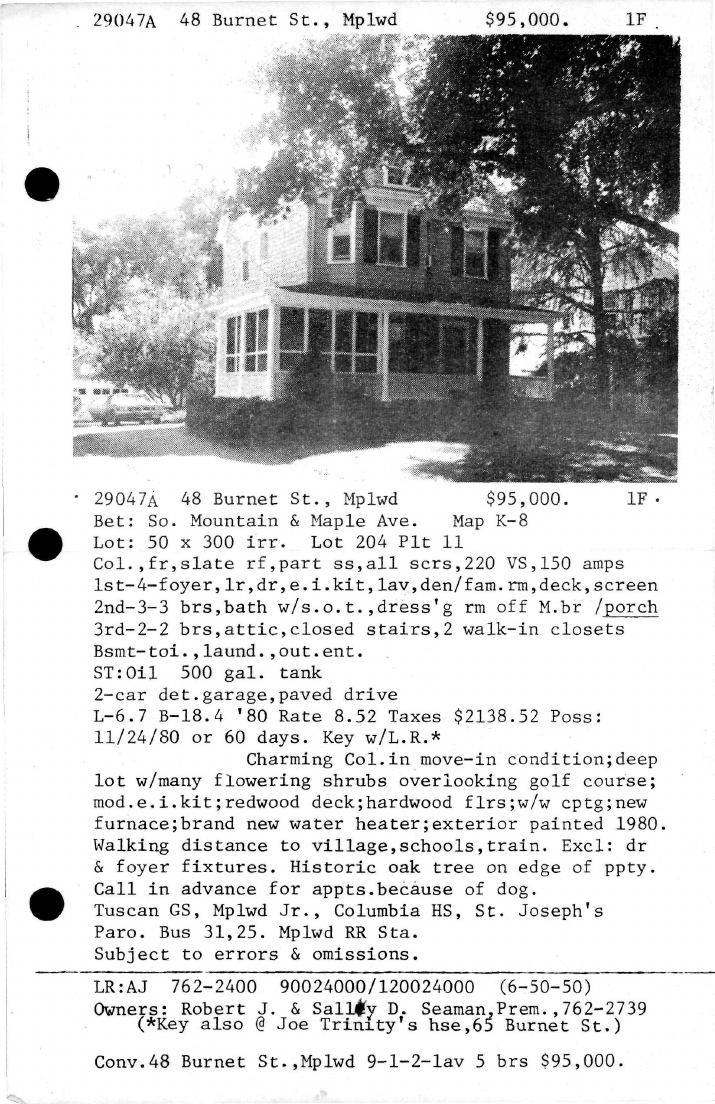 29047A 48 Burnet St., Mplwd $95,000. 1F
29047A 48 Burnet St., Mplwd $95,000. 1F
Bet: So. Mountain & Maple Ave. Map K-8
Lot: 50 x 300 irr. Lot 204 Plt 11
Col.,fr,slate rf,part ss,all scrs,220 VS,150 amps
1st-4-foyer,lr,dr,e.i.kit,lav,den/fam.rm,deck,screen
2nd-3-3 brs,bath w/s.o.t.,dress'g rm off M.br /porch
3rd-2-2 brs,attic,closed stairs,2 walk-in closets
Bsmt-toi.,laund.,out.ent.
ST:Oil 500 gal. tank
2-car det.garage,paved drive
L-6.7 B-18.4 '80 Rate 8.52 Taxes $2138.52 Poss:
11/24/80 or 60 days. Key w/L.R.*
Charming Col.in move-in condition;deep
lot w/many flowering shrubs overlooking golf course;
mod.e.i.kit;redwood deck;hardwood flrs;w/w cptg;new
furnace;brand new water heater;exterior painted 1980.
Walking distance to village,schools,train. Excl: dr
& foyer fixtures. Historic oak tree on edge of ppty.
Call in advance for appts.because of dog.
Tuscan GS, Mplwd Jr., Columbia HS, St. Joseph's
Paro. Bus 31,25. Mplwd RR Sta.
Subject to errors & omissions.
LR:AJ 762-2400 90024000/120024000 (6-50-50)
Owners: Robert J. & Sally D. Seaman,Prem.,762-2739
(*Key also @ Joe Trinity's hse,65 Burnet St.)
Conv.48 Burnet St.,Mplwd 9-1-2-1av 5 brs $95,000.